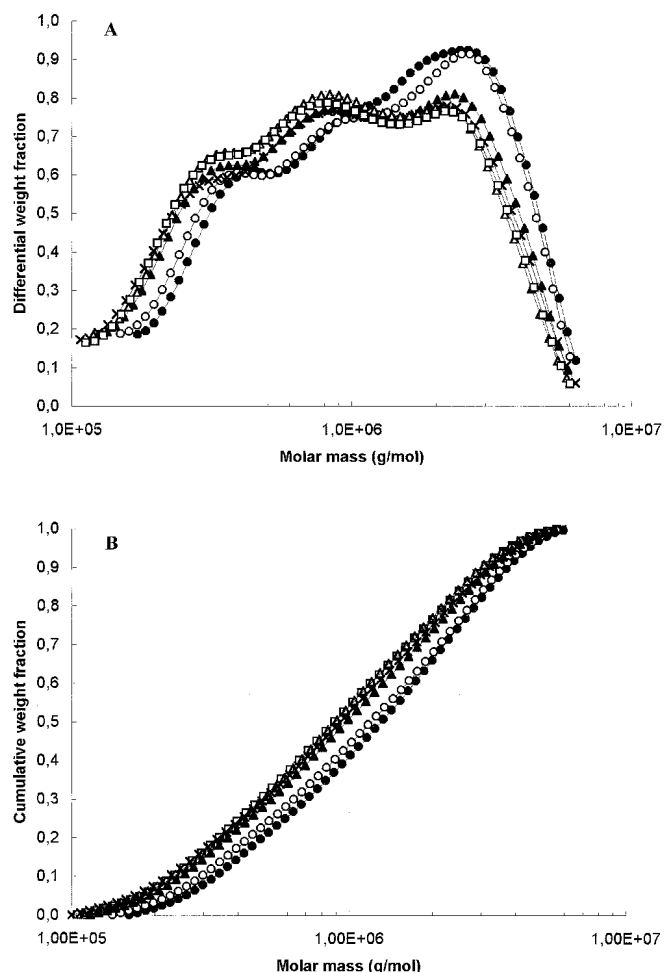 A
1,0
0,9
0,8
0,7
0,6
0,5
0,4
0,3
0,2
0,1
0,0
Differential weight fraction
1,0E+05 1,0E+06 1,0E+07
Molar mass (g/mol)
B
1,0
0,9
0,8
0,7
0,6
0,5
0,4
0,3
0,2
0,1
0,0
Cumulative weight fraction
1,00E+05 1,00E+06 1,00E+07
Molar mass (g/mol)